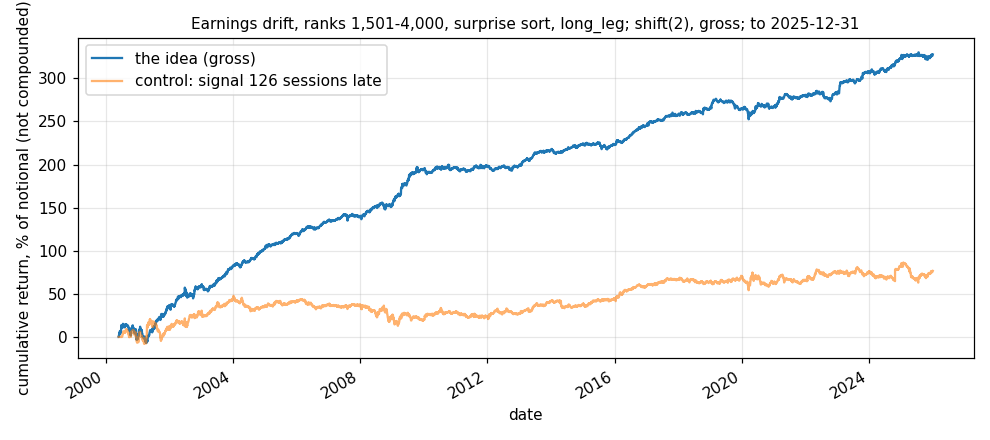 Earnings drift, ranks 1,501-4,000, surprise sort, long_leg; shift(2), gross; to 2025-12-31
cumulative return, % of notional (not compounded)
the idea (gross)
control: signal 126 sessions late
300
250
200
150
100
50
0
2000
2004
2008
2012
2016
2020
2024
date